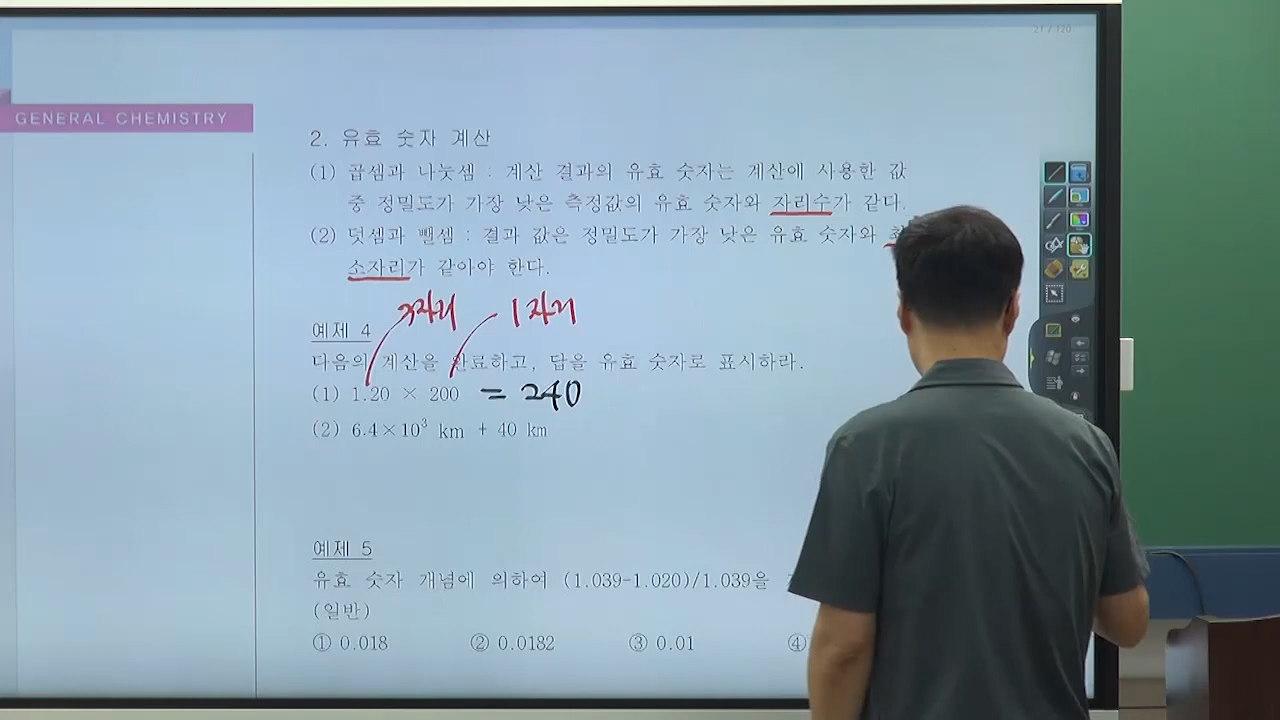 21 / 120
GENERAL CHEMISTRY
2. 유효 숫자 계산
(1) 곱셈과 나눗셈 : 계산 결과의 유효 숫자는 계산에 사용한 값
중 정밀도가 가장 낮은 측정값의 유효 숫자와 자리수가 같다.
(2) 덧셈과 뺄셈 : 결과 값은 정밀도가 가장 낮은 유효 숫자와 최
소자리가 같아야 한다.
3자리 1자리
예제 4
다음의 계산을 완료하고, 답을 유효 숫자로 표시하라.
(1) 1.20 × 200 = 240
(2) 6.4×10³ km + 40 km
예제 5
유효 숫자 개념에 의하여 (1.039-1.020)/1.039을
(일반)
① 0.018 ② 0.0182 ③ 0.01 ④